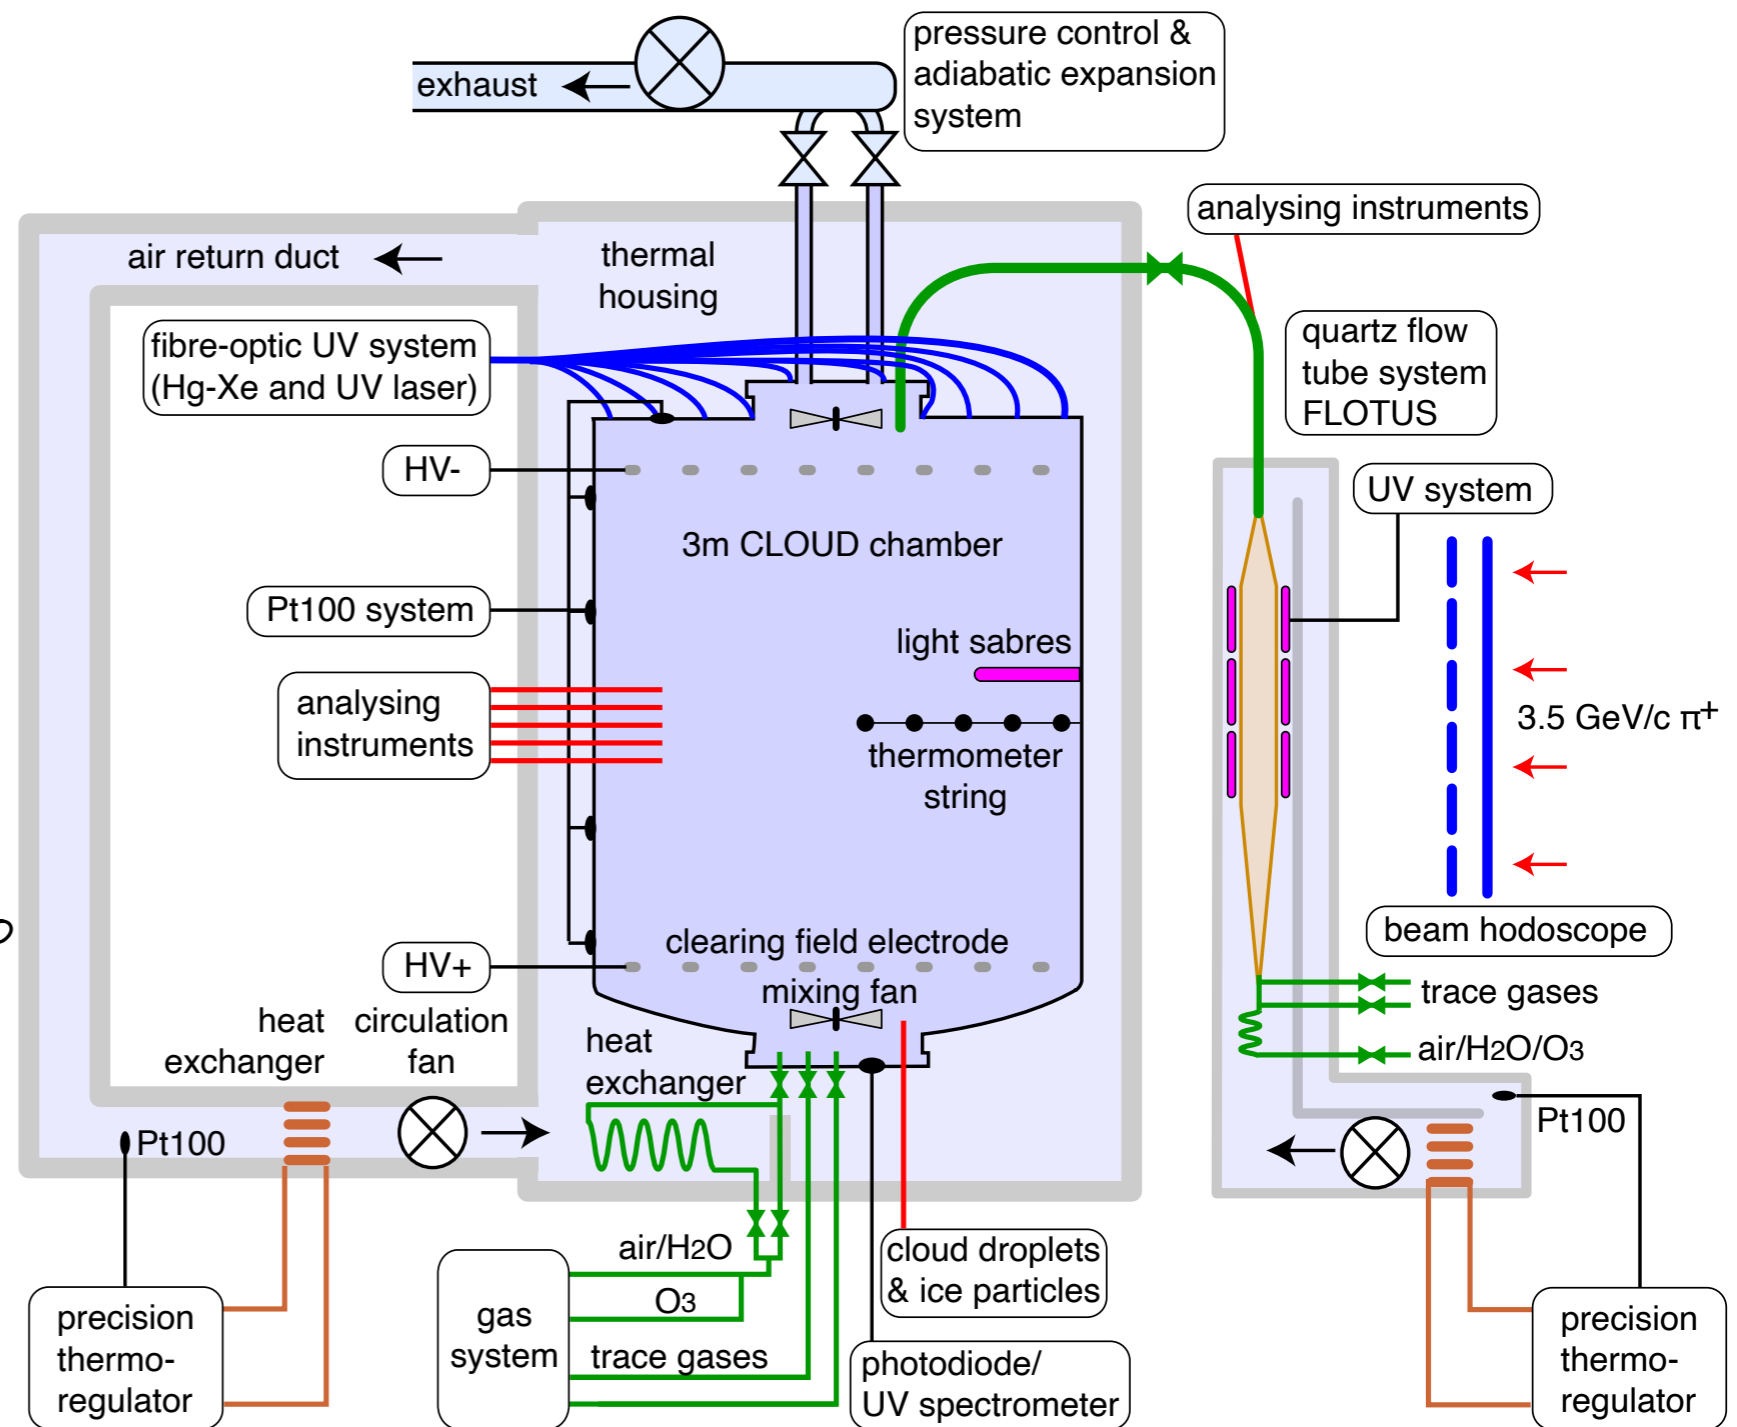 pressure control &
adiabatic expansion
system
exhaust
analysing instruments
air return duct
thermal
housing
fibre-optic UV system
(Hg-Xe and UV laser)
quartz flow
tube system
FLOTUS
HV-
UV system
3m CLOUD chamber
Pt100 system
light sabres
analysing
instruments
3.5 GeV/c π+
thermometer
string
clearing field electrode
beam hodoscope
HV+
mixing fan
trace gases
heat
exchanger
circulation
fan
heat
exchanger
air/H2O/O3
Pt100
Pt100
air/H2O
O3
cloud droplets
& ice particles
gas
system
trace gases
precision
thermo-
regulator
photodiode/
UV spectrometer
precision
thermo-
regulator